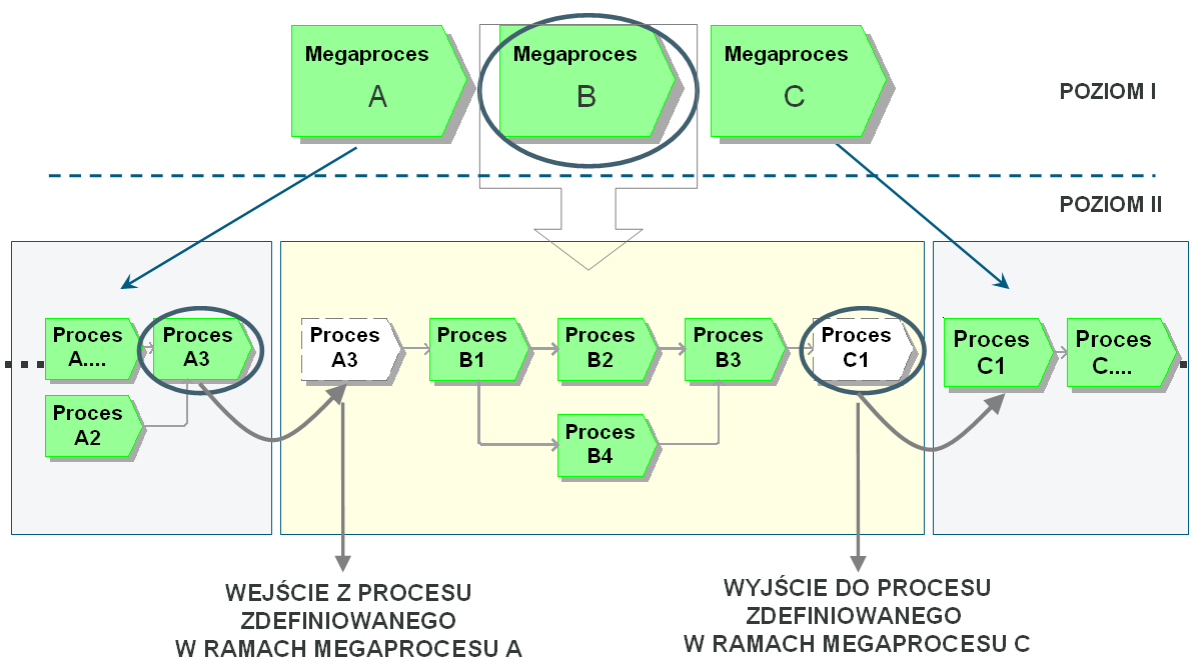 Megaproces
A
Megaproces
B
Megaproces
C
POZIOM I
POZIOM II
Proces
A....
Proces
A3
Proces
A2
Proces
A3
Proces
B1
Proces
B2
Proces
B3
Proces
C1
Proces
B4
Proces
C1
Proces
C....
WEJŚCIE Z PROCESU
ZDEFINIOWANEGO
W RAMACH MEGAPROCESU A
WYJŚCIE DO PROCESU
ZDEFINIOWANEGO
W RAMACH MEGAPROCESU C